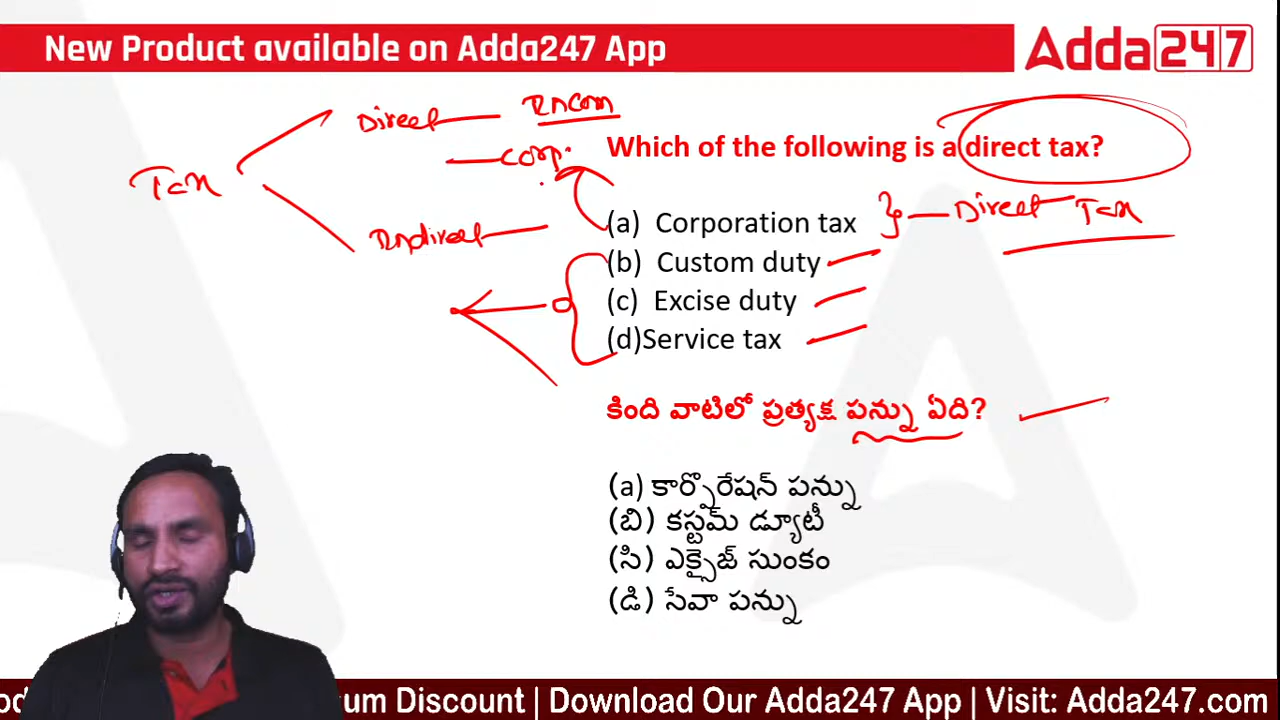 New Product available on Adda247 App
Adda247
Tax
Direct
Income
Corp.
Indirect
Which of the following is a direct tax?
(a) Corporation tax
Direct Tax
(b) Custom duty
(c) Excise duty
(d)Service tax
కింది వాటిలో ప్రత్యక్ష పన్ను ఏది?
(a) కార్పొరేషన్ పన్ను
(బి) కస్టమ్ డ్యూటీ
(సి) ఎక్సైజ్ సుంకం
(డి) సేవా పన్ను
um Discount | Download Our Adda247 App | Visit: Adda247.com